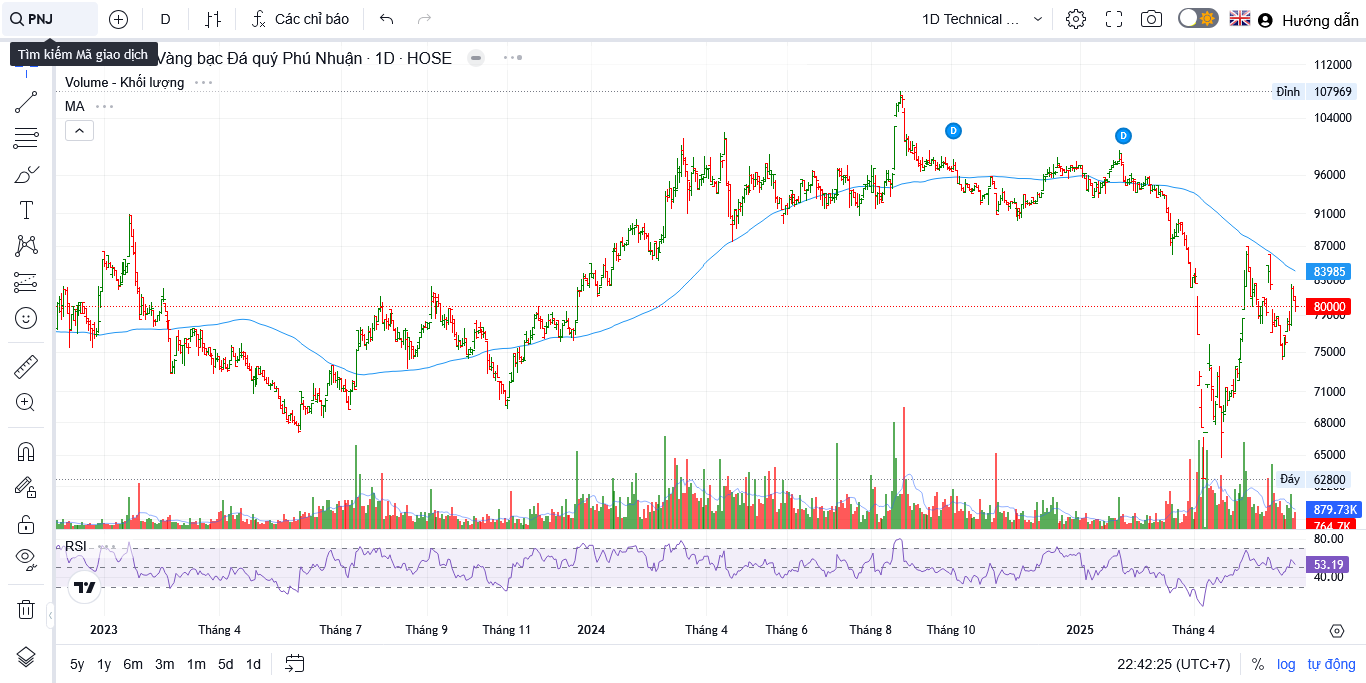 PNJ
D
Các chỉ báo
1D Technical ...
Hướng dẫn
Tìm kiếm Mã giao dịch
Vàng bạc Đá quý Phú Nhuận · 1D · HOSE
Volume - Khối lượng
MA
112000
Đỉnh 107969
104000
D
D
96000
91000
87000
83985
83000
80000
79000
75000
71000
68000
65000
Đáy 62800
879.73K
764.7K
RSI
80.00
53.19
40.00
2023 Tháng 4 Tháng 7 Tháng 9 Tháng 11 2024 Tháng 4 Tháng 6 Tháng 8 Tháng 10 2025 Tháng 4
5y 1y 6m 3m 1m 5d 1d
22:42:25 (UTC+7) % log tự động